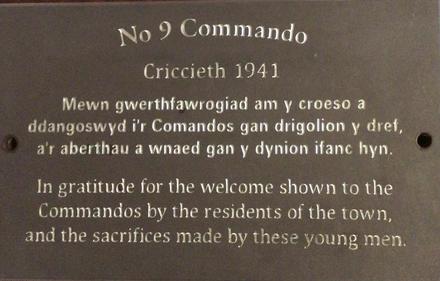 No 9 Commando
Criccieth 1941
Mewn gwerthfawrogiad am y croeso a
ddangoswyd i'r Comandos gan drigolion y dref,
a'r aberthau a wnaed gan y dynion ifanc hyn.
In gratitude for the welcome shown to the
Commandos by the residents of the town,
and the sacrifices made by these young men.